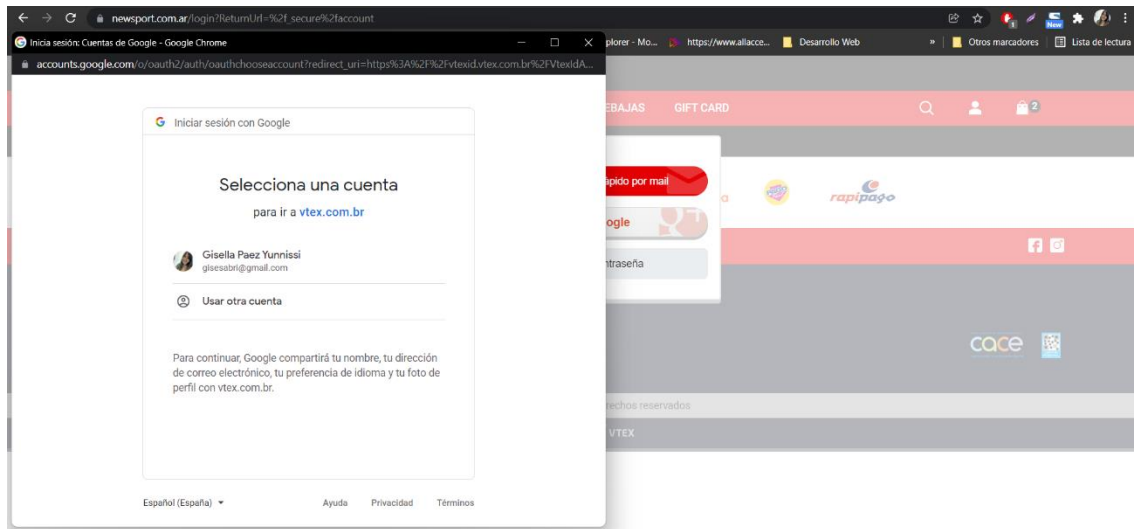 newsport.com.ar/login?ReturnUrl=%2f_secure%2faccount
New
Inicia sesión: Cuentas de Google - Google Chrome
plorer - Mo...
https://www.allacce...
Desarrollo Web
»
Otros marcadores
Lista de lectura
accounts.google.com/o/oauth2/auth/oauthchooseaccount?redirect_uri=https%3A%2F%2Fvtexid.vtex.com.br%2FVtexIdA...
EBAJAS
GIFT CARD
2
Iniciar sesión con Google
Selecciona una cuenta
para ir a vtex.com.br
Gisella Paez Yunnissi
gisesabri@gmail.com
Usar otra cuenta
Para continuar, Google compartirá tu nombre, tu dirección
de correo electrónico, tu preferencia de idioma y tu foto de
perfil con vtex.com.br.
Español (España)
Ayuda
Privacidad
Términos
ápido por mail
ogle
ntraseña
rapipago
cace
rechos reservados
VTEX